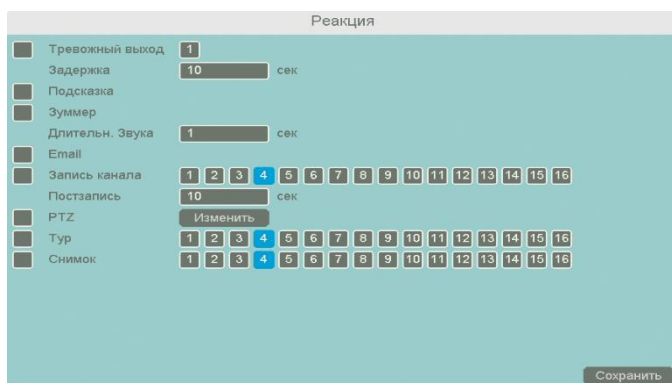 Реакция
Тревожный выход 1
Задержка 10 сек
Подсказка
Зуммер
Длительн. Звука 1 сек
Email
Запись канала 1 2 3 4 5 6 7 8 9 10 11 12 13 14 15 16
Постзапись 10 сек
PTZ Изменить
Тур 1 2 3 4 5 6 7 8 9 10 11 12 13 14 15 16
Снимок 1 2 3 4 5 6 7 8 9 10 11 12 13 14 15 16
Сохранить